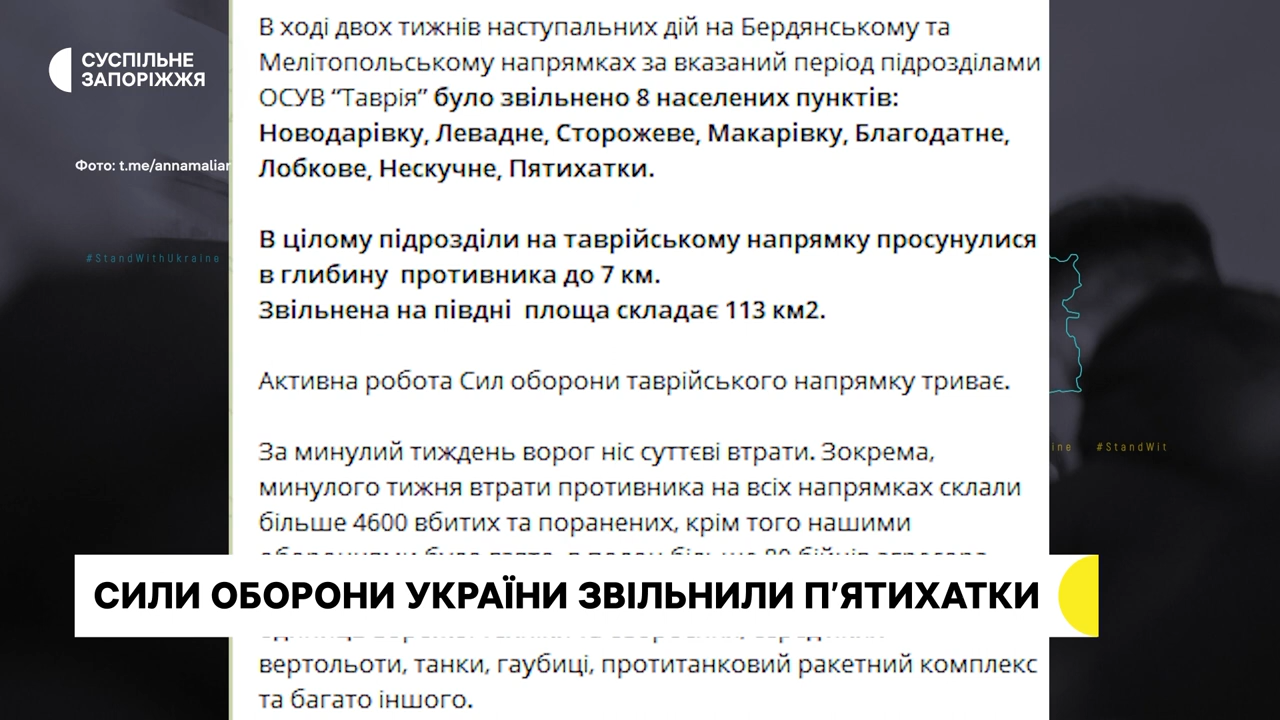 СУСПІЛЬНЕ
ЗАПОРІЖЖЯ
Фото: t.me/annamaliar
#StandWithUkraine
В ході двох тижнів наступальних дій на Бердянському та
Мелітопольському напрямках за вказаний період підрозділами
ОСУВ “Таврія” було звільнено 8 населених пунктів:
Новодарівку, Левадне, Сторожеве, Макарівку, Благодатне,
Лобкове, Нескучне, Пятихатки.
В цілому підрозділи на таврійському напрямку просунулися
в глибину противника до 7 км.
Звільнена на півдні площа складає 113 км2.
Активна робота Сил оборони таврійського напрямку триває.
За минулий тиждень ворог ніс суттєві втрати. Зокрема,
минулого тижня втрати противника на всіх напрямках склали
більше 4600 вбитих та поранених, крім того нашими
#StandWit
СИЛИ ОБОРОНИ УКРАЇНИ ЗВІЛЬНИЛИ П’ЯТИХАТКИ
вертольоти, танки, гаубиці, протитанковий ракетний комплекс
та багато іншого.